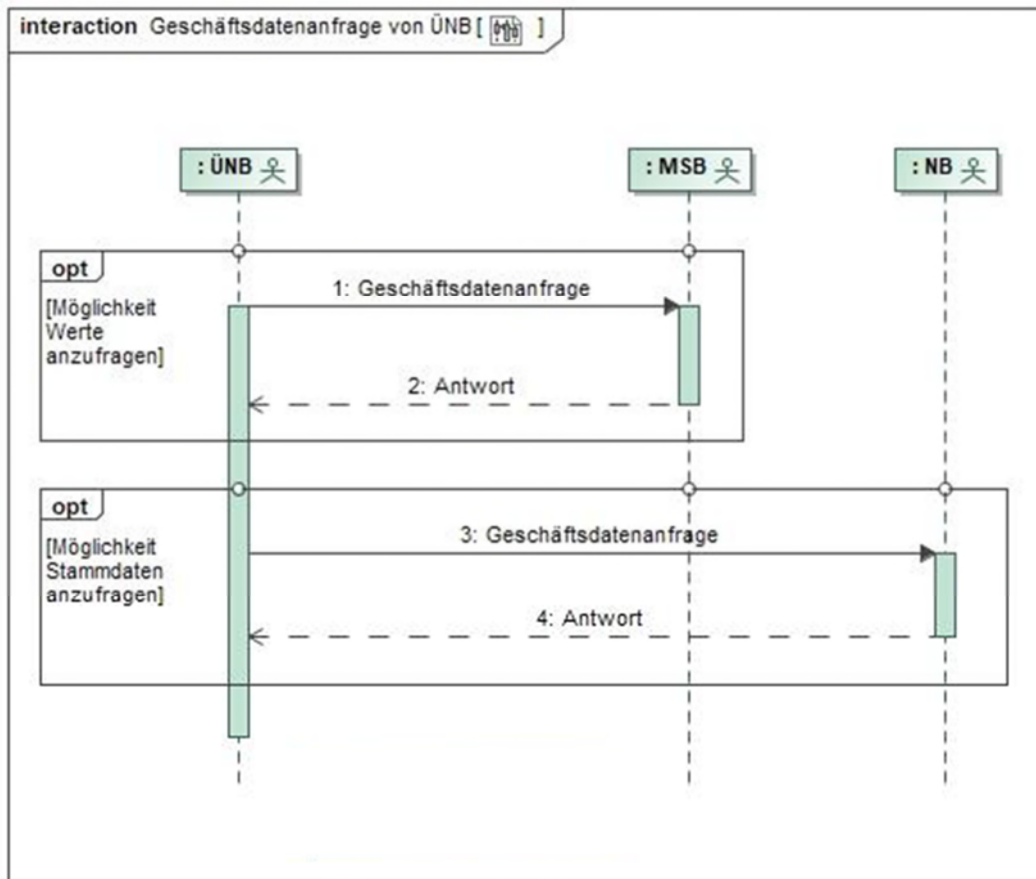 interaction Geschäftsdatenanfrage von ÜNB [ ]
: ÜNB
: MSB
: NB
opt
[Möglichkeit
Werte
anzufragen]
1: Geschäftsdatenanfrage
2: Antwort
opt
[Möglichkeit
Stammdaten
anzufragen]
3: Geschäftsdatenanfrage
4: Antwort